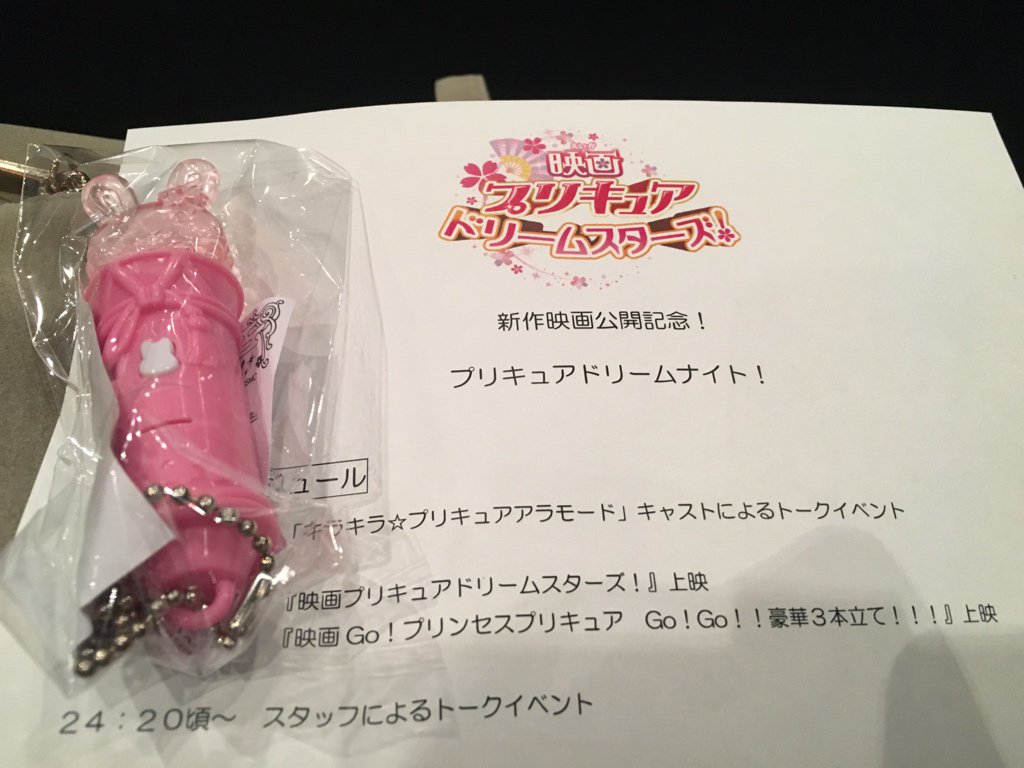 映画
プリキュア
ドリームスターズ!
新作映画公開記念！
プリキュアドリームナイト！
ジュール
「キラキラ☆プリキュアアラモード」キャストによるトークイベント
『映画プリキュアドリームスターズ！』上映
『映画 Go！プリンセスプリキュア　Go！Go！！豪華３本立て！！！』上映
２４：２０頃～　スタッフによるトークイベント